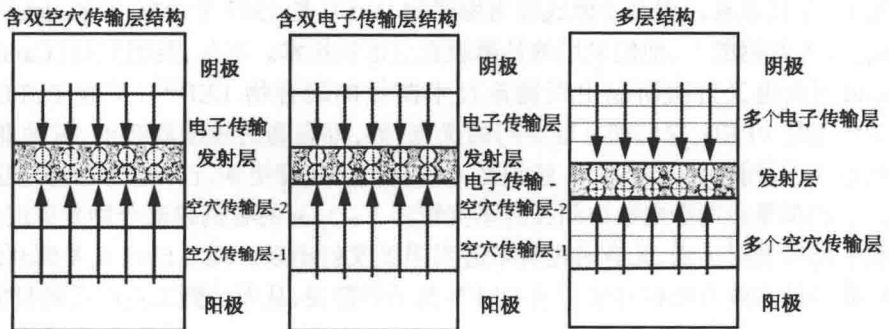 含双空穴传输层结构
阴极
电子传输
发射层
空穴传输层-2
空穴传输层-1
阳极
含双电子传输层结构
阴极
电子传输层
发射层
电子传输 -
空穴传输层-2
空穴传输层-1
阳极
多层结构
阴极
多个电子传输层
发射层
多个空穴传输层
阳极